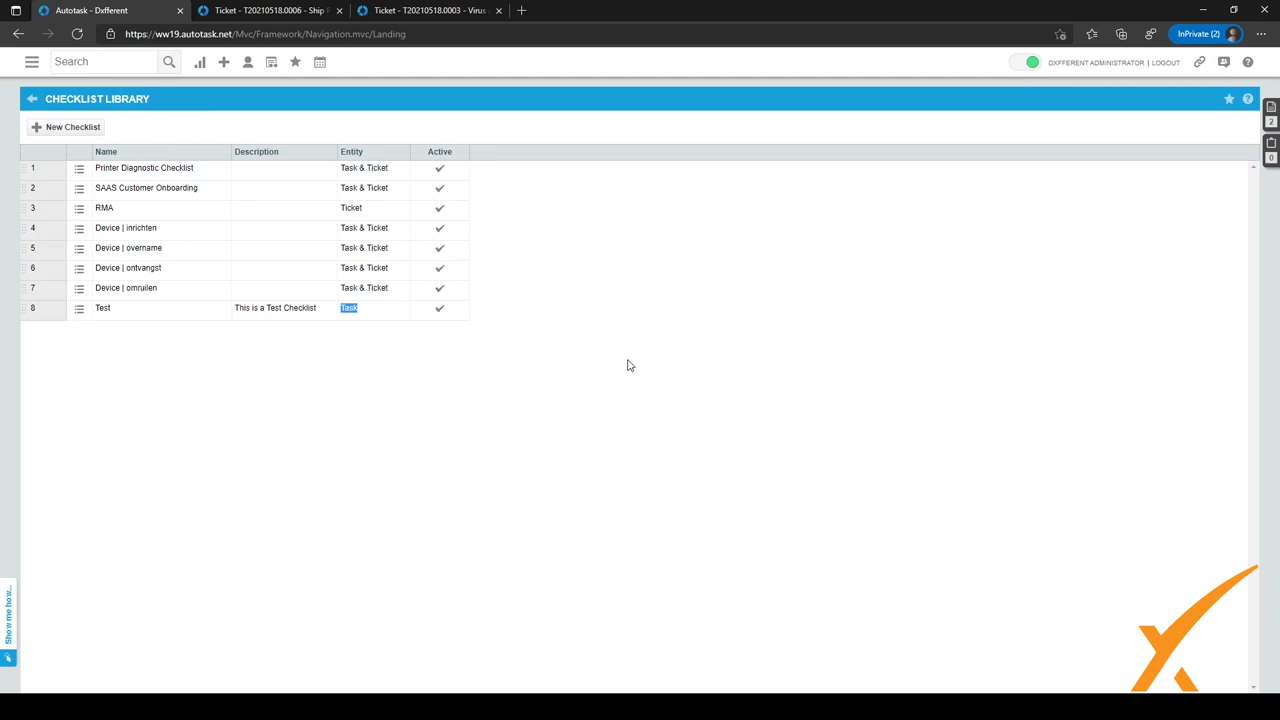 Autotask - Dxfferent
Ticket - T20210518.0006 - Ship
Ticket - T20210518.0003 - Virus
https://ww19.autotask.net/Mvc/Framework/Navigation.mvc/Landing
InPrivate (2)
Search
DXFFERENT ADMINISTRATOR | LOGOUT
CHECKLIST LIBRARY
New Checklist
2
0
Name Description Entity Active
1 Printer Diagnostic Checklist Task & Ticket
2 SAAS Customer Onboarding Task & Ticket
3 RMA Ticket
4 Device | inrichten Task & Ticket
5 Device | overname Task & Ticket
6 Device | ontvangst Task & Ticket
7 Device | omruilen Task & Ticket
8 Test This is a Test Checklist Task
Show me how...